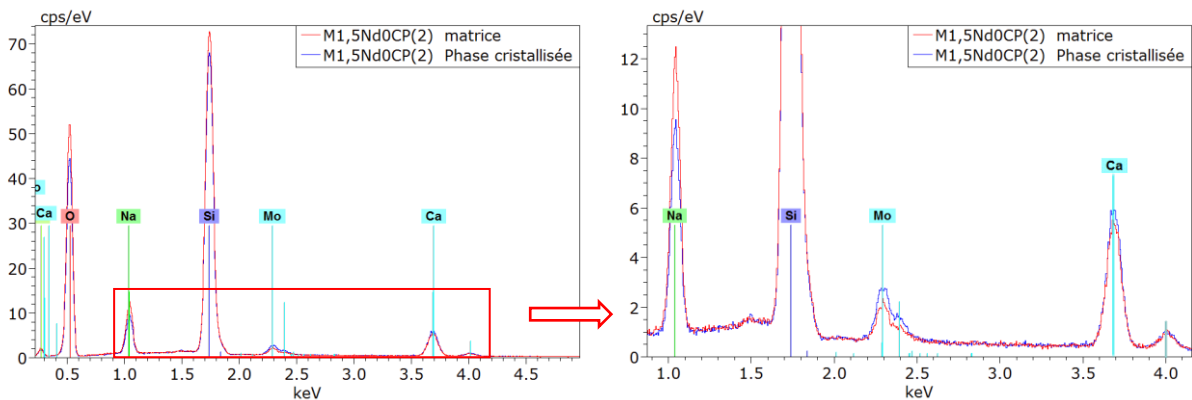 cps/eV
M1,5Nd0CP(2) matrice
M1,5Nd0CP(2) Phase cristallisée
70
60
50
40
30
20
10
0
o
Ca
O
Na
Si
Mo
Ca
0.5
1.0
1.5
2.0
2.5
3.0
3.5
4.0
4.5
keV
cps/eV
M1,5Nd0CP(2) matrice
M1,5Nd0CP(2) Phase cristallisée
12
10
8
6
4
2
0
Na
Si
Mo
Ca
1.0
1.5
2.0
2.5
3.0
3.5
4.0
keV